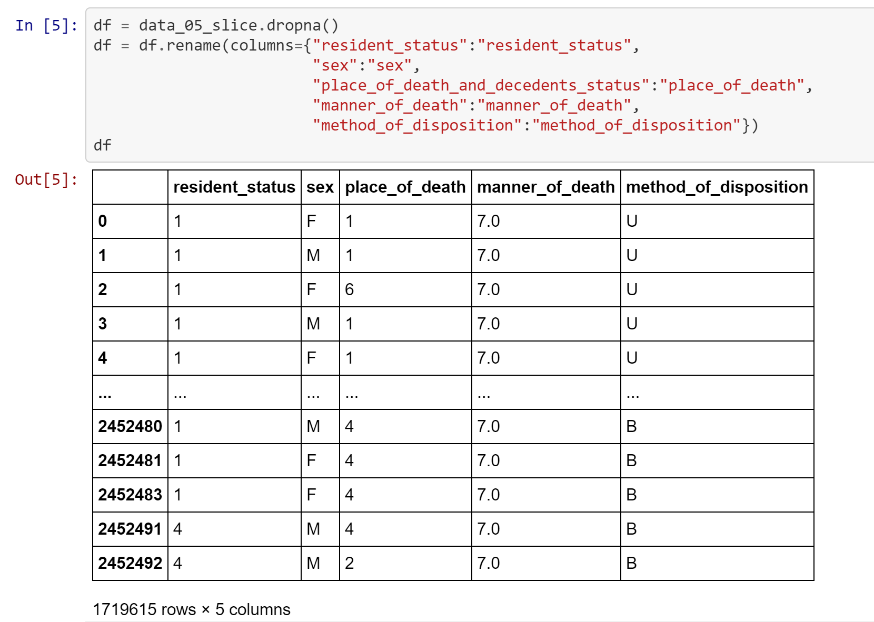 In [5]: df = data_05_slice.dropna()
df = df.rename(columns={"resident_status":"resident_status",
"sex":"sex",
"place_of_death_and_decedents_status":"place_of_death",
"manner_of_death":"manner_of_death",
"method_of_disposition":"method_of_disposition"})
df
Out[5]:
resident_status sex place_of_death manner_of_death method_of_disposition
0 1 F 1 7.0 U
1 1 M 1 7.0 U
2 1 F 6 7.0 U
3 1 M 1 7.0 U
4 1 F 1 7.0 U
... ... ... ... ... ...
2452480 1 M 4 7.0 B
2452481 1 F 4 7.0 B
2452483 1 F 4 7.0 B
2452491 4 M 4 7.0 B
2452492 4 M 2 7.0 B
1719615 rows × 5 columns